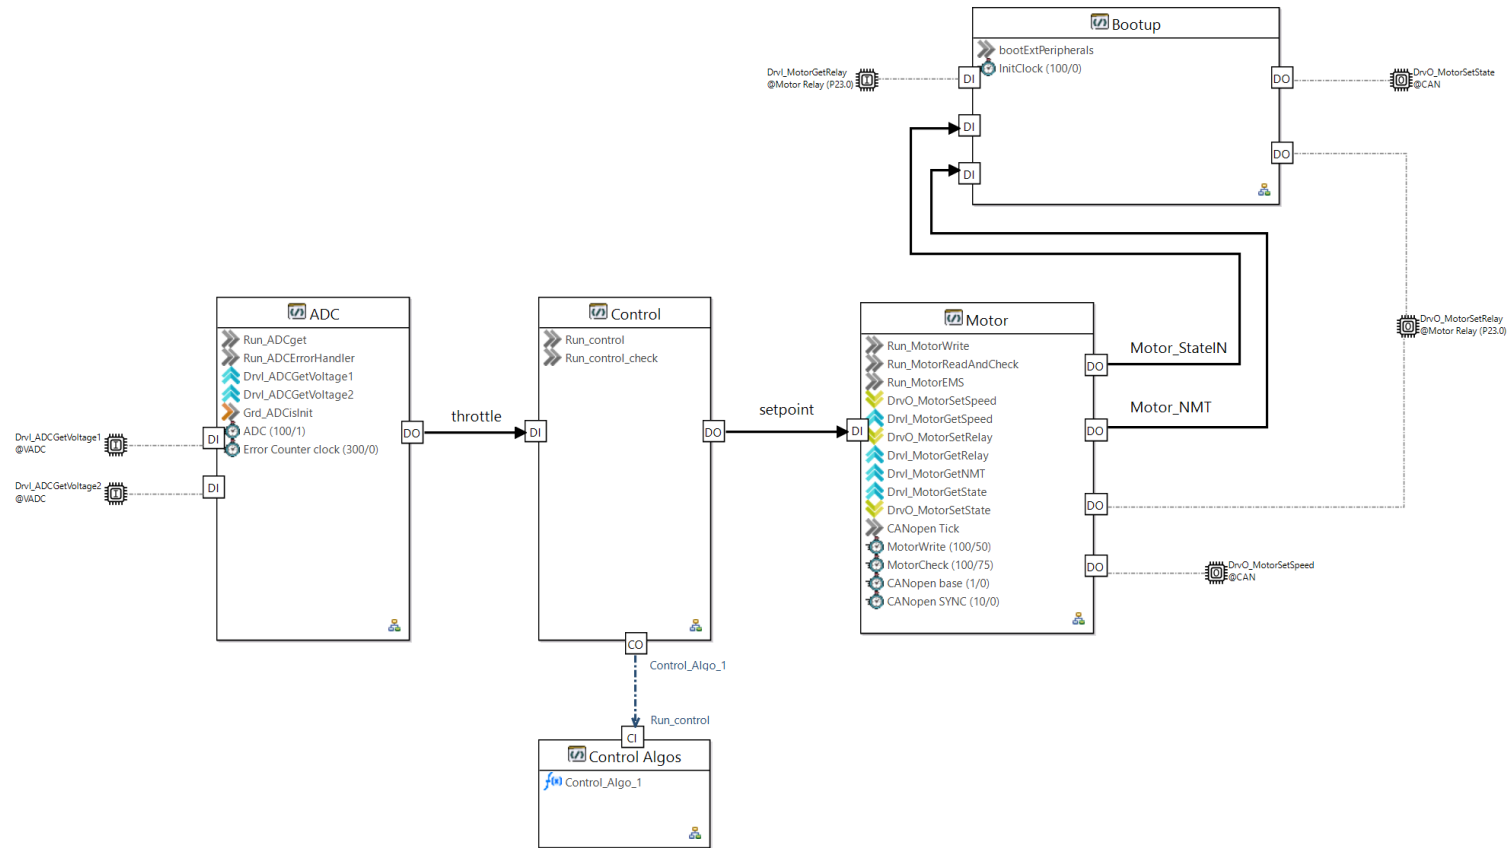 Bootup
bootExtPeripherals
InitClock (100/0)
DI
DI
DI
DO
DO
DrvI_MotorGetRelay
@Motor Relay (P23.0)
DrvO_MotorSetState
@CAN
DrvO_MotorSetRelay
@Motor Relay (P23.0)
ADC
Run_ADCget
Run_ADCErrorHandler
DrvI_ADCGetVoltage1
DrvI_ADCGetVoltage2
Grd_ADCisInit
ADC (100/1)
Error Counter clock (300/0)
DI
DI
DO
DrvI_ADCGetVoltage1
@VADC
DrvI_ADCGetVoltage2
@VADC
throttle
Control
Run_control
Run_control_check
DI
DO
CO
setpoint
Control_Algo_1
Run_control
CI
Control Algos
Control_Algo_1
Motor
Run_MotorWrite
Run_MotorReadAndCheck
Run_MotorEMS
DrvO_MotorSetSpeed
DrvI_MotorGetSpeed
DrvO_MotorSetRelay
DrvI_MotorGetRelay
DrvI_MotorGetNMT
DrvI_MotorGetState
DrvO_MotorSetState
CANopen Tick
MotorWrite (100/50)
MotorCheck (100/75)
CANopen base (1/0)
CANopen SYNC (10/0)
DI
DO
DO
DO
DO
Motor_StateIN
Motor_NMT
DrvO_MotorSetSpeed
@CAN